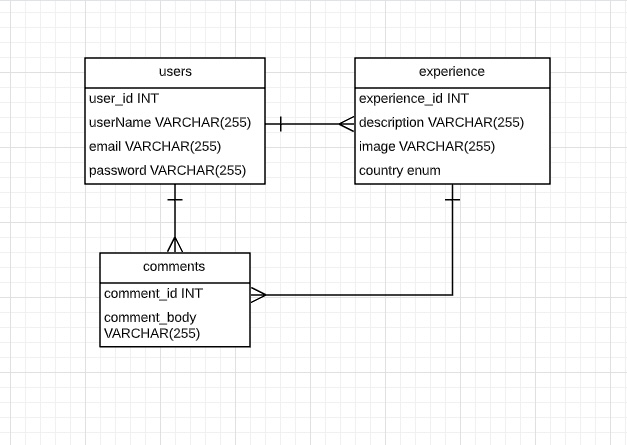 users
user_id INT
userName VARCHAR(255)
email VARCHAR(255)
password VARCHAR(255)
experience
experience_id INT
description VARCHAR(255)
image VARCHAR(255)
country enum
comments
comment_id INT
comment_body
VARCHAR(255)